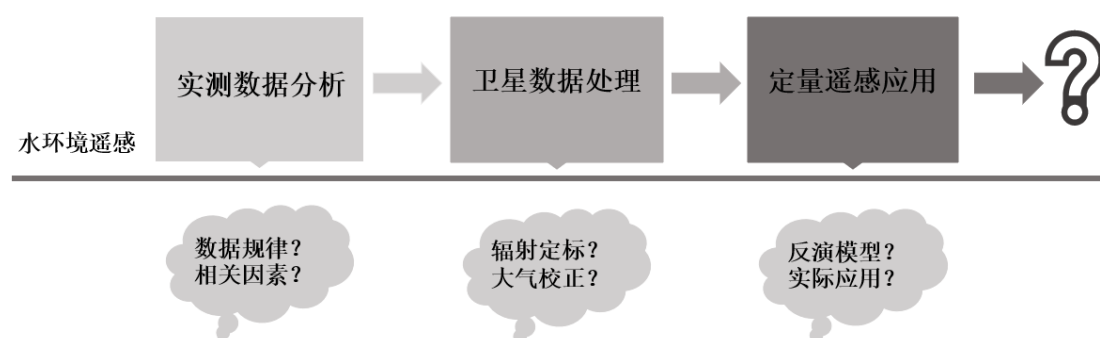 实测数据分析
卫星数据处理
定量遥感应用
?
水环境遥感
数据规律？
相关因素？
辐射定标？
大气校正？
反演模型？
实际应用？